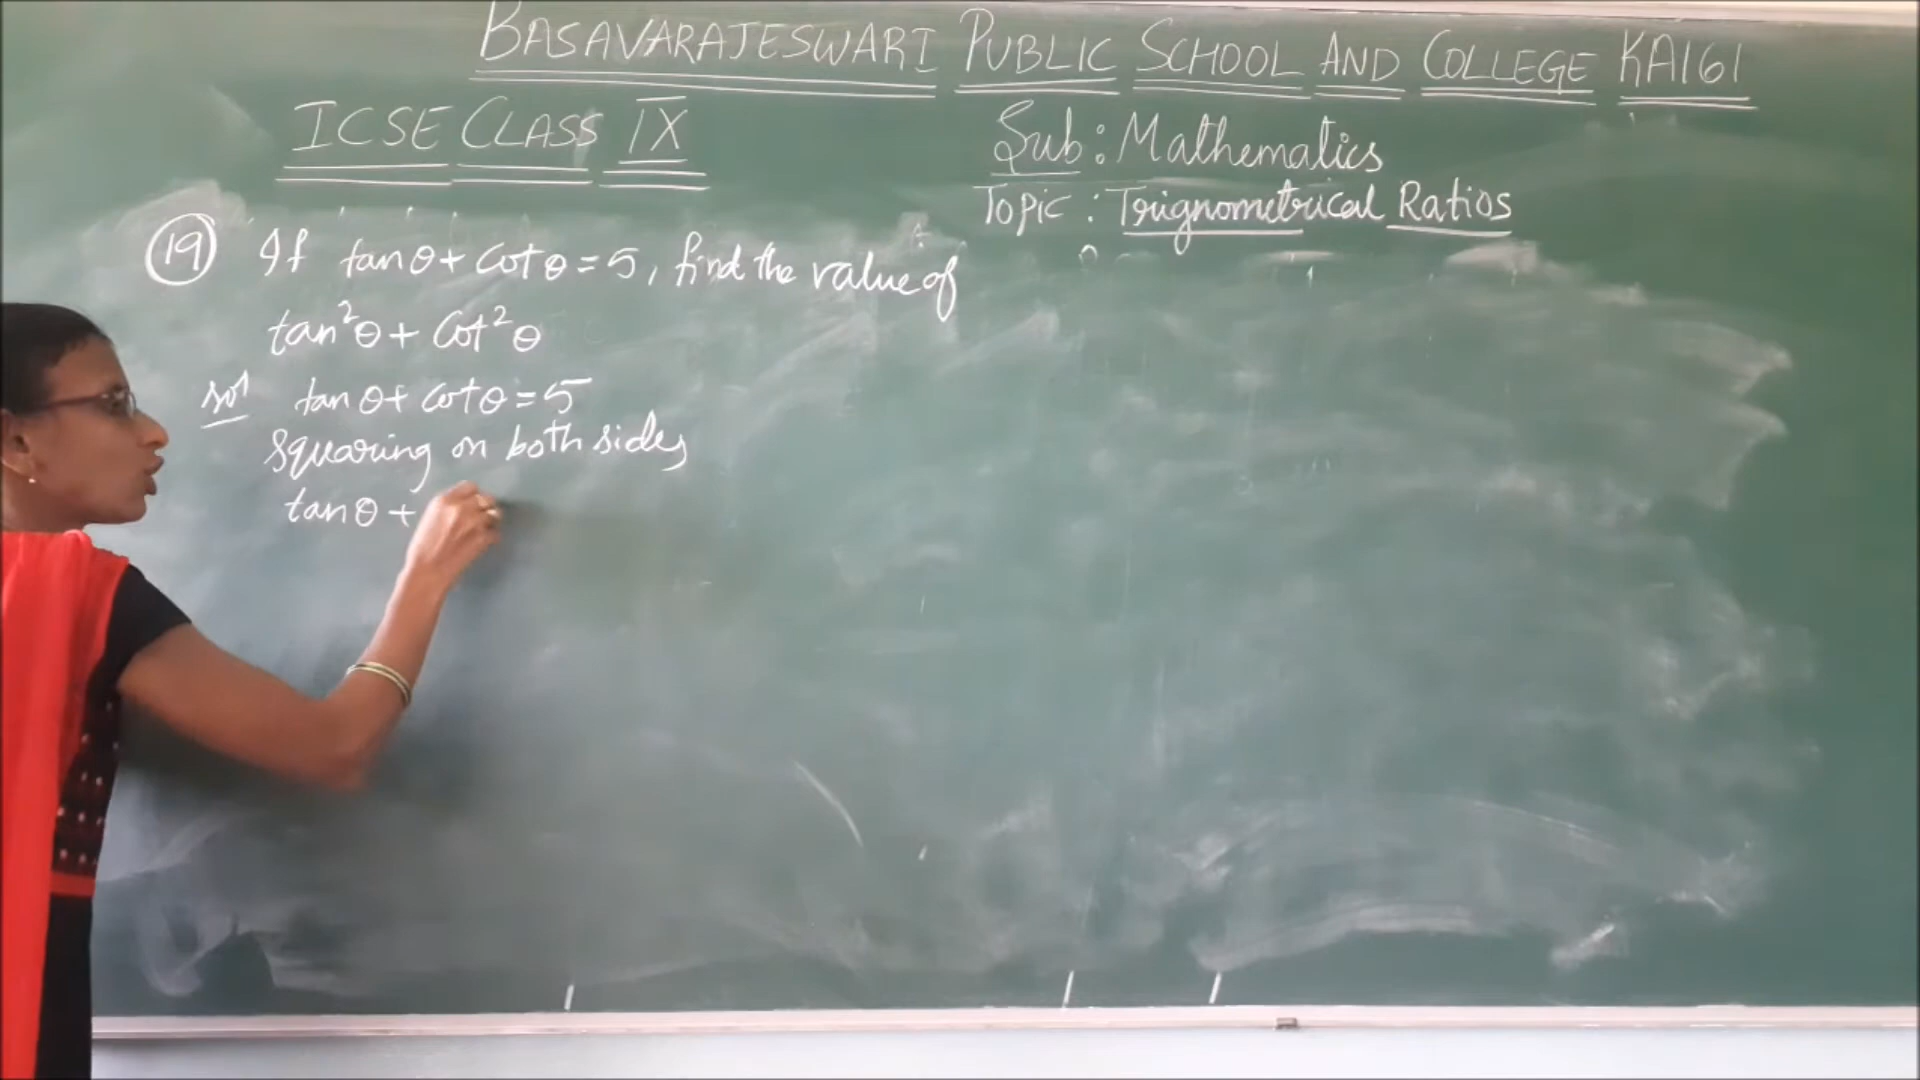 BASAVARAJESWARI PUBLIC SCHOOL AND COLLEGE KA161
ICSE CLASS IX
Sub: Mathematics
Topic: Trignometrical Ratios
19 If tanθ + cotθ = 5, find the value of
tan²θ + Cot²θ
sol tanθ + cotθ = 5
squaring on both sides
tanθ +